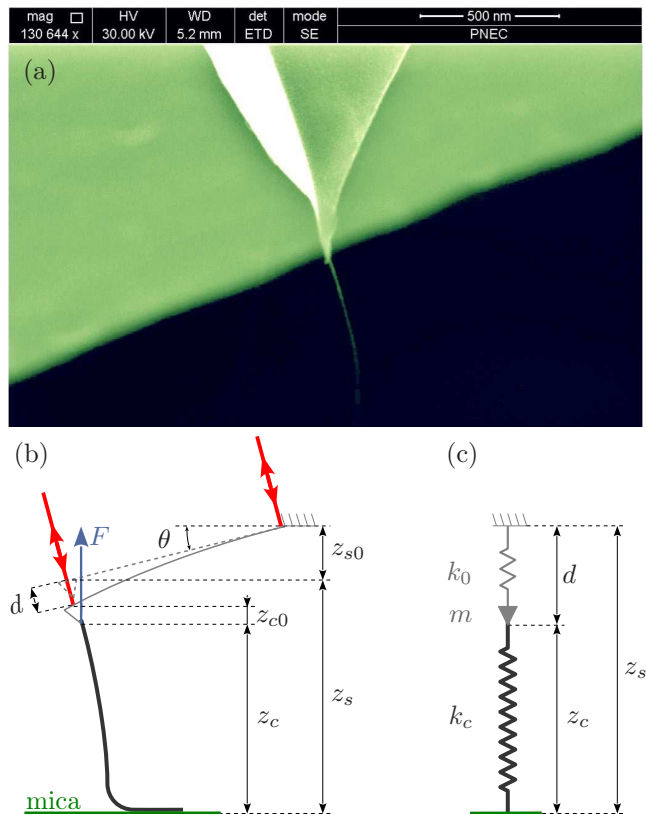 mag HV WD det mode 500 nm
130 644 x 30.00 kV 5.2 mm ETD SE PNEC
(a)
(b) (c)
F θ z_{s0}
d z_{c0}
z_c z_s
mica
k_0 d
m
k_c z_c z_s